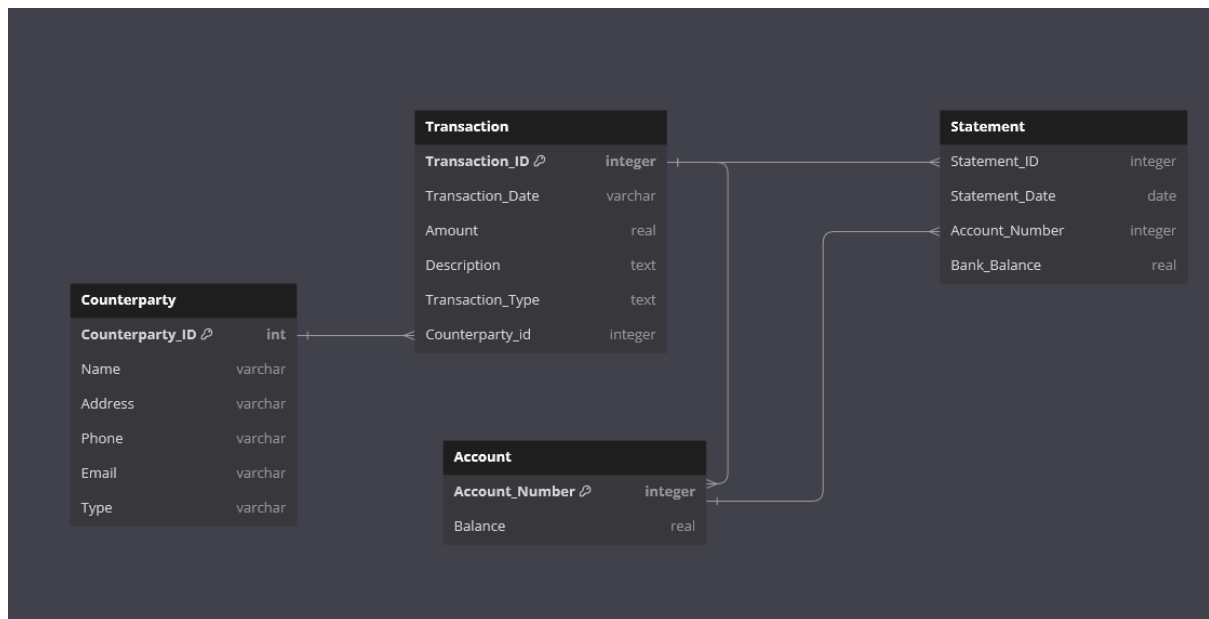 Transaction
Transaction_ID integer
Transaction_Date varchar
Amount real
Description text
Transaction_Type text
Counterparty_id integer
Statement
Statement_ID integer
Statement_Date date
Account_Number integer
Bank_Balance real
Counterparty
Counterparty_ID int
Name varchar
Address varchar
Phone varchar
Email varchar
Type varchar
Account
Account_Number integer
Balance real